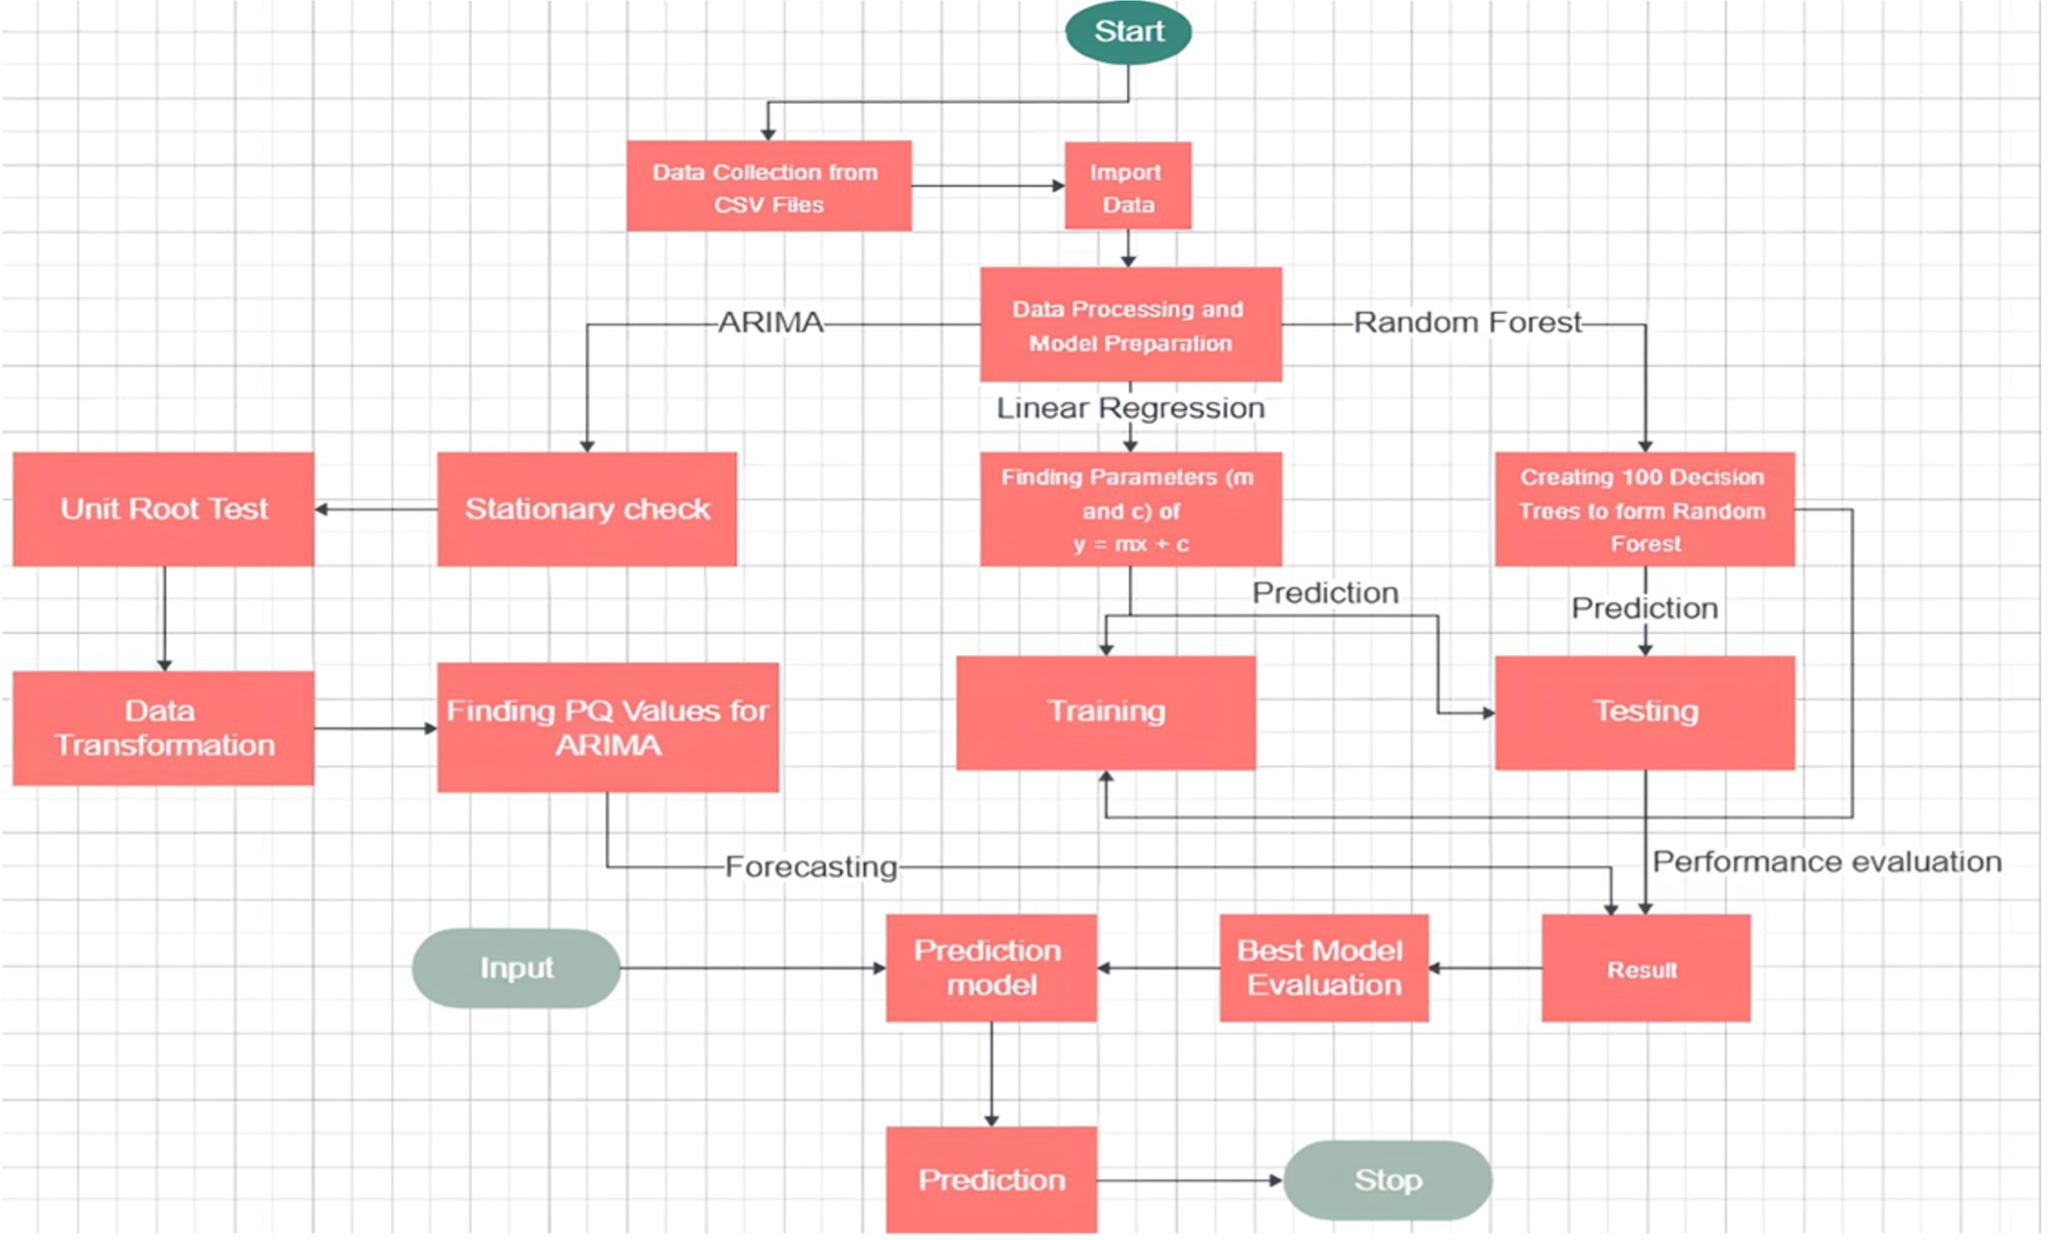 Start
Data Collection from
CSV Files
Import
Data
Data Processing and
Model Preparation
ARIMA
Random Forest
Linear Regression
Unit Root Test
Stationary check
Finding Parameters (m
and c) of
y = mx + c
Creating 100 Decision
Trees to form Random
Forest
Prediction
Prediction
Data
Transformation
Finding PQ Values for
ARIMA
Training
Testing
Forecasting
Performance evaluation
Input
Prediction
model
Best Model
Evaluation
Result
Prediction
Stop